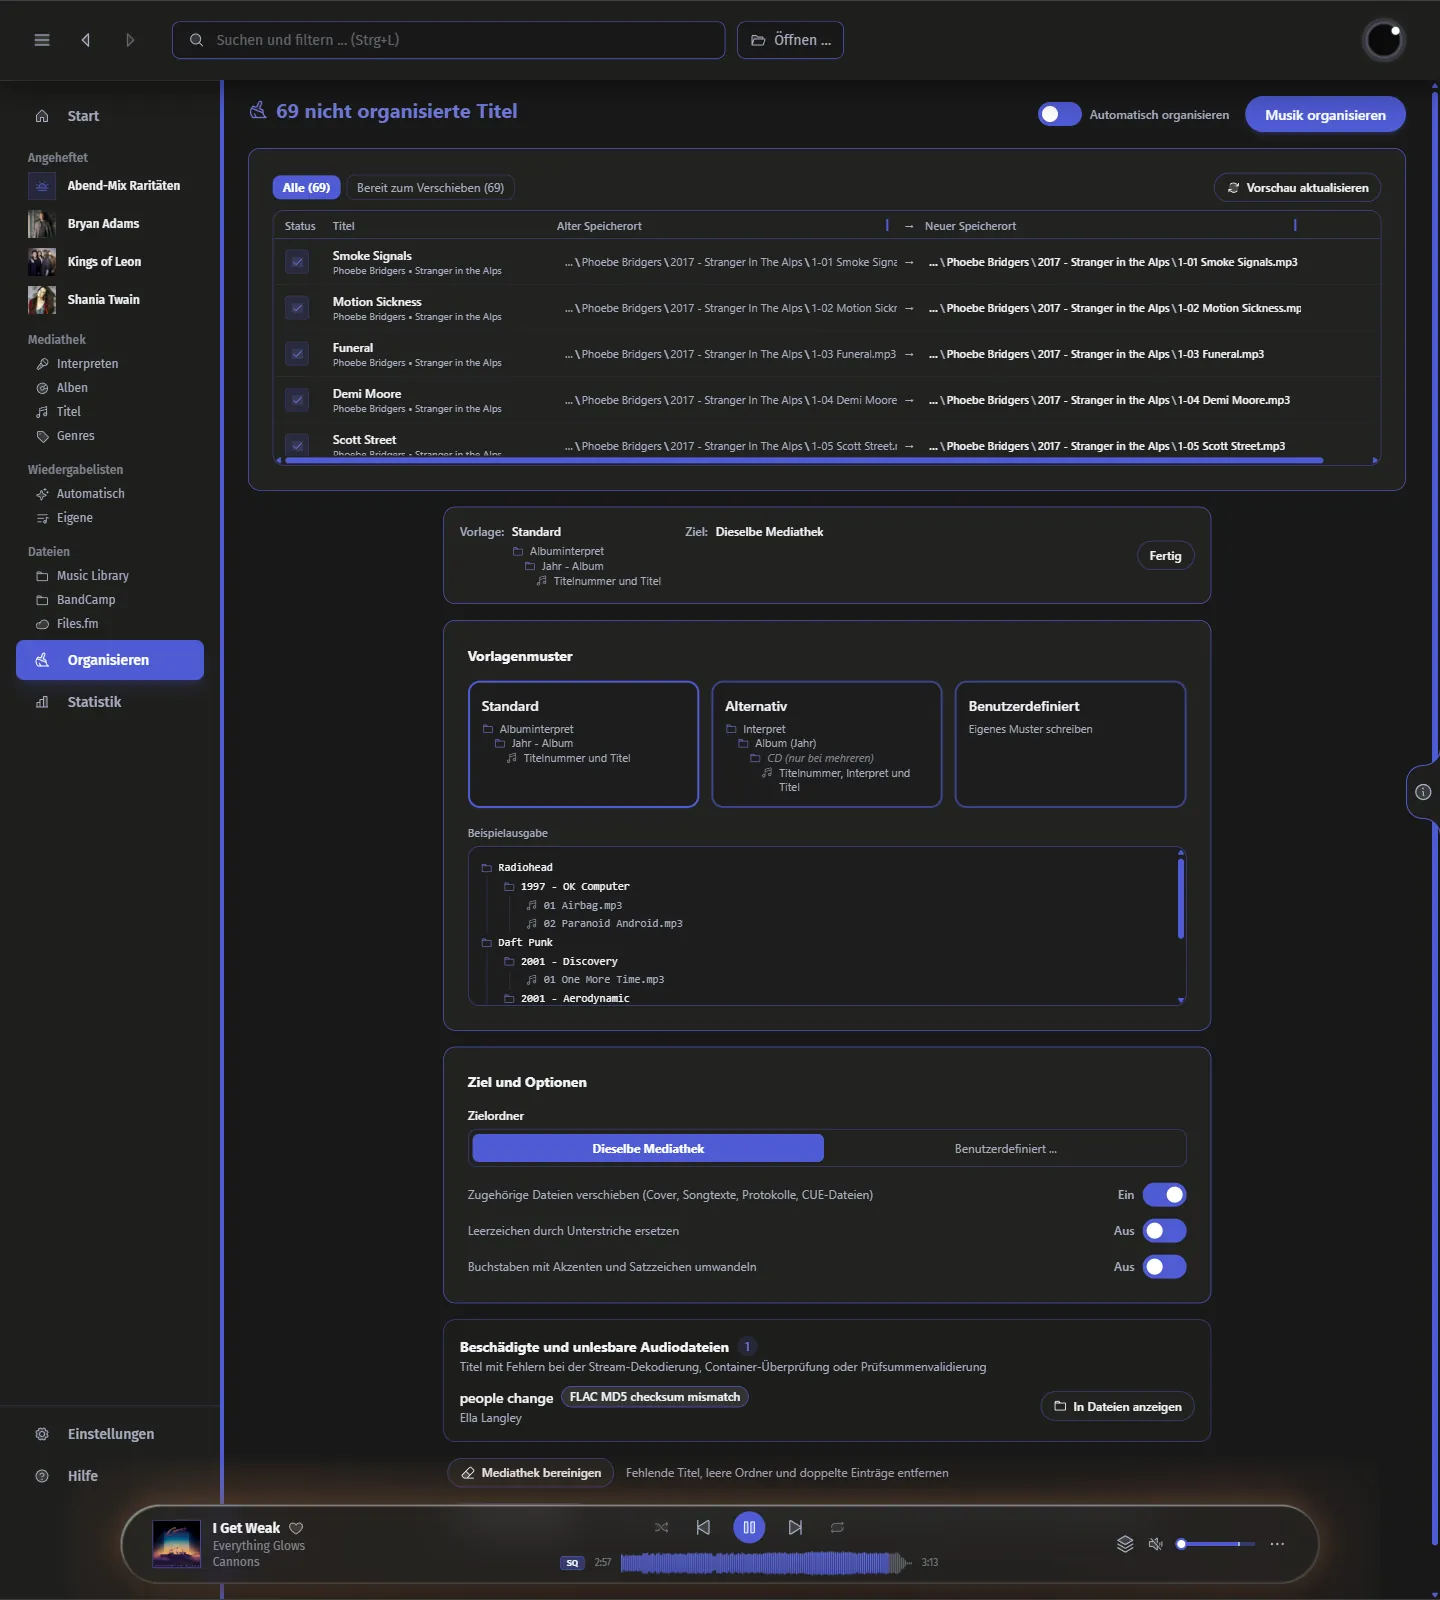 Suchen und filtern ... (Strg+L)
Öffnen ...
Start
Angeheftet
Abend-Mix Raritäten
Bryan Adams
Kings of Leon
Shania Twain
Mediathek
Interpreten
Alben
Titel
Genres
Wiedergabelisten
Automatisch
Eigene
Dateien
Music Library
BandCamp
Files.fm
Organisieren
Statistik
Einstellungen
Hilfe
69 nicht organisierte Titel
Automatisch organisieren
Musik organisieren
Alle (69)
Bereit zum Verschieben (69)
Vorschau aktualisieren
Status Titel Alter Speicherort → Neuer Speicherort
Smoke Signals
Phoebe Bridgers • Stranger in the Alps
...\Phoebe Bridgers\2017 - Stranger In The Alps\1-01 Smoke Signa → ...\Phoebe Bridgers\2017 - Stranger in the Alps\1-01 Smoke Signals.mp3
Motion Sickness
Phoebe Bridgers • Stranger in the Alps
...\Phoebe Bridgers\2017 - Stranger In The Alps\1-02 Motion Sickr → ...\Phoebe Bridgers\2017 - Stranger in the Alps\1-02 Motion Sickness.mp
Funeral
Phoebe Bridgers • Stranger in the Alps
...\Phoebe Bridgers\2017 - Stranger In The Alps\1-03 Funeral.mp3 → ...\Phoebe Bridgers\2017 - Stranger in the Alps\1-03 Funeral.mp3
Demi Moore
Phoebe Bridgers • Stranger in the Alps
...\Phoebe Bridgers\2017 - Stranger In The Alps\1-04 Demi Moore → ...\Phoebe Bridgers\2017 - Stranger in the Alps\1-04 Demi Moore.mp3
Scott Street
Phoebe Bridgers • Stranger in the Alps
...\Phoebe Bridgers\2017 - Stranger In The Alps\1-05 Scott Street.r → ...\Phoebe Bridgers\2017 - Stranger in the Alps\1-05 Scott Street.mp3
Vorlage: Standard
Albuminterpret
Jahr - Album
Titelnummer und Titel
Ziel: Dieselbe Mediathek
Fertig
Vorlagenmuster
Standard
Albuminterpret
Jahr - Album
Titelnummer und Titel
Alternativ
Interpret
Album (Jahr)
CD (nur bei mehreren)
Titelnummer, Interpret und
Titel
Benutzerdefiniert
Eigenes Muster schreiben
Beispielausgabe
Radiohead
1997 - OK Computer
01 Airbag.mp3
02 Paranoid Android.mp3
Daft Punk
2001 - Discovery
01 One More Time.mp3
2001 - Aerodynamic
Ziel und Optionen
Zielordner
Dieselbe Mediathek
Benutzerdefiniert ...
Zugehörige Dateien verschieben (Cover, Songtexte, Protokolle, CUE-Dateien) Ein
Leerzeichen durch Unterstriche ersetzen Aus
Buchstaben mit Akzenten und Satzzeichen umwandeln Aus
Beschädigte und unlesbare Audiodateien 1
Titel mit Fehlern bei der Stream-Dekodierung, Container-Überprüfung oder Prüfsummenvalidierung
people change FLAC MD5 checksum mismatch
Ella Langley
In Dateien anzeigen
Mediathek bereinigen Fehlende Titel, leere Ordner und doppelte Einträge entfernen
I Get Weak
Everything Glows
Cannons
SQ 2:57 3:13